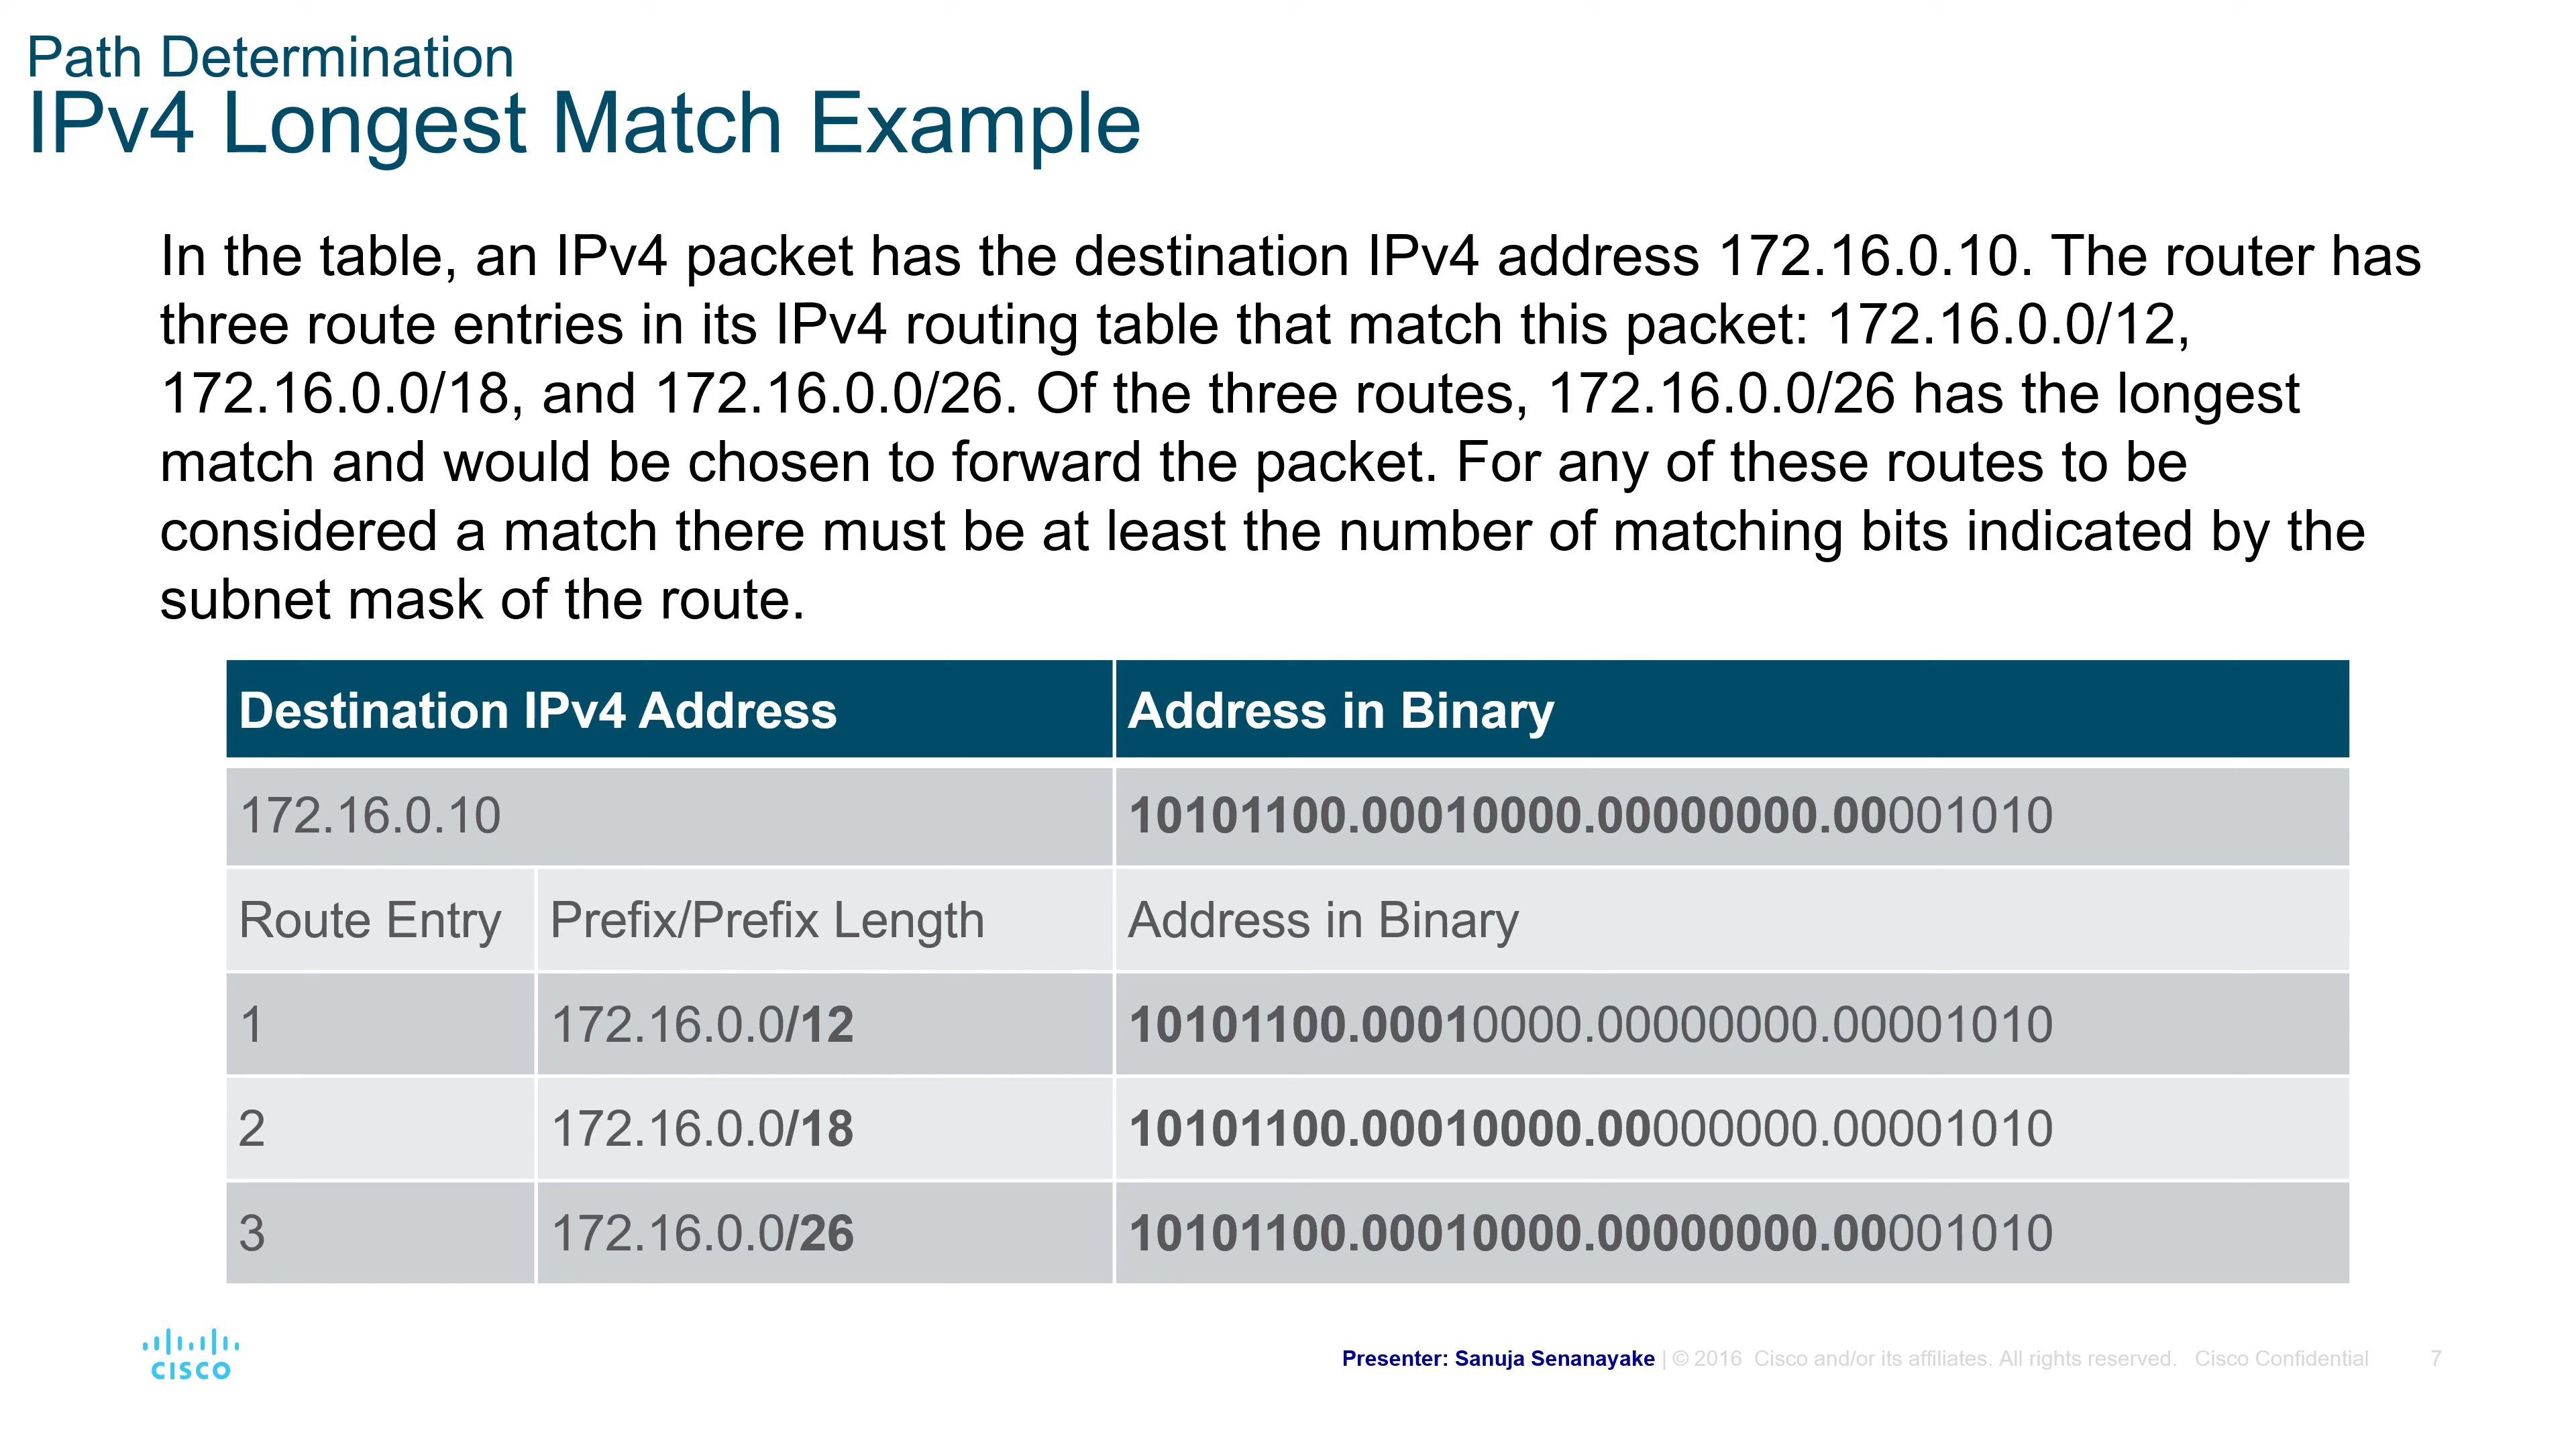 Path Determination
IPv4 Longest Match Example
In the table, an IPv4 packet has the destination IPv4 address 172.16.0.10. The router has
three route entries in its IPv4 routing table that match this packet: 172.16.0.0/12,
172.16.0.0/18, and 172.16.0.0/26. Of the three routes, 172.16.0.0/26 has the longest
match and would be chosen to forward the packet. For any of these routes to be
considered a match there must be at least the number of matching bits indicated by the
subnet mask of the route.
Destination IPv4 Address Address in Binary
172.16.0.10 10101100.00010000.00000000.00001010
Route Entry Prefix/Prefix Length Address in Binary
1 172.16.0.0/12 10101100.00010000.00000000.00001010
2 172.16.0.0/18 10101100.00010000.00000000.00001010
3 172.16.0.0/26 10101100.00010000.00000000.00001010
CISCO
Presenter: Sanuja Senanayake | © 2016 Cisco and/or its affiliates. All rights reserved. Cisco Confidential 7